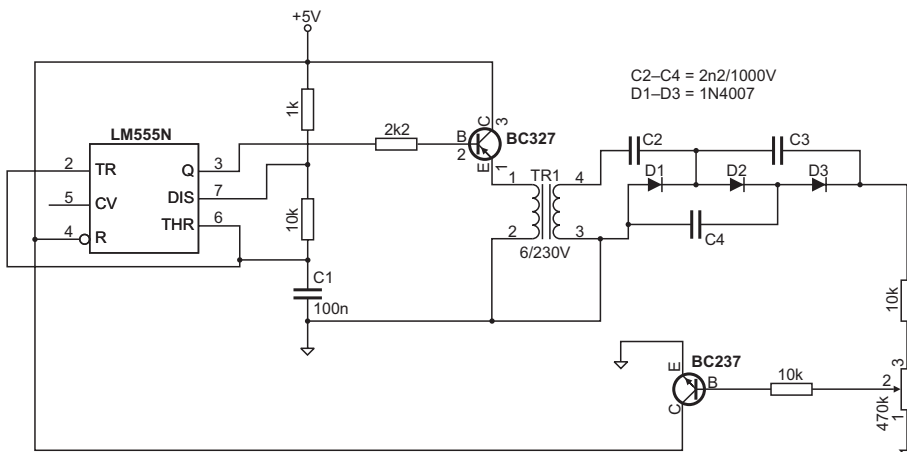 +5V
C2–C4 = 2n2/1000V
D1–D3 = 1N4007
1k
LM555N
2 TR Q 3
5 CV DIS 7
THR 6
4 R
2k2
B 2
C 3
BC327
E 1
10k
C1
100n
1 TR1 4
2 3
6/230V
C2
C3
D1 D2 D3
C4
10k
E
BC237
B
C
10k
3
2
470k
1